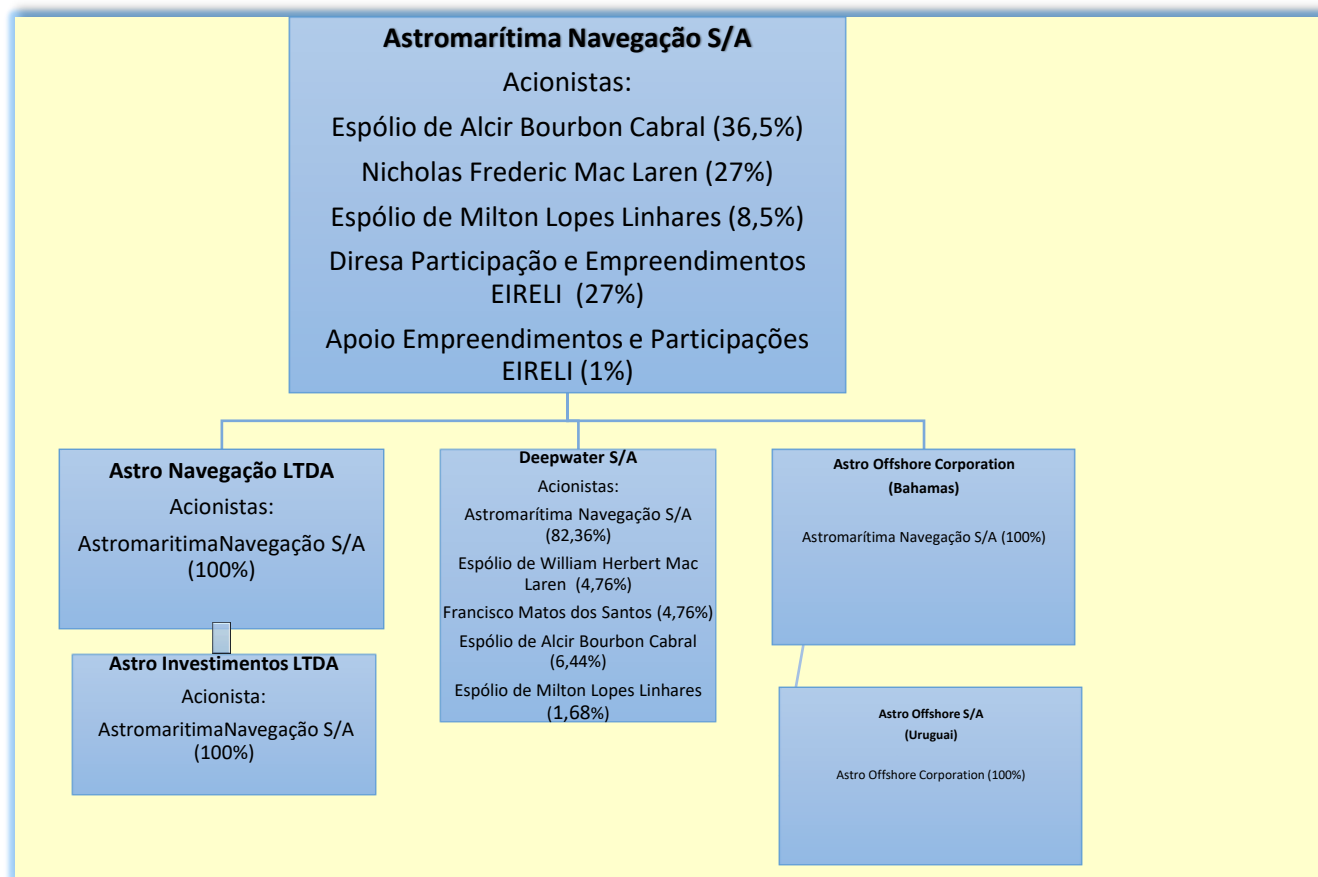 Astromarítima Navegação S/A
Acionistas:
Espólio de Alcir Bourbon Cabral (36,5%)
Nicholas Frederic Mac Laren (27%)
Espólio de Milton Lopes Linhares (8,5%)
Diresa Participação e Empreendimentos
EIRELI (27%)
Apoio Empreendimentos e Participações
EIRELI (1%)
Astro Navegação LTDA
Acionistas:
AstromaritimaNavegação S/A
(100%)
Astro Investimentos LTDA
Acionista:
AstromaritimaNavegação S/A
(100%)
Deepwater S/A
Acionistas:
Astromarítima Navegação S/A
(82,36%)
Espólio de William Herbert Mac
Laren (4,76%)
Francisco Matos dos Santos (4,76%)
Espólio de Alcir Bourbon Cabral
(6,44%)
Espólio de Milton Lopes Linhares
(1,68%)
Astro Offshore Corporation
(Bahamas)
Astromarítima Navegação S/A (100%)
Astro Offshore S/A
(Uruguai)
Astro Offshore Corporation (100%)